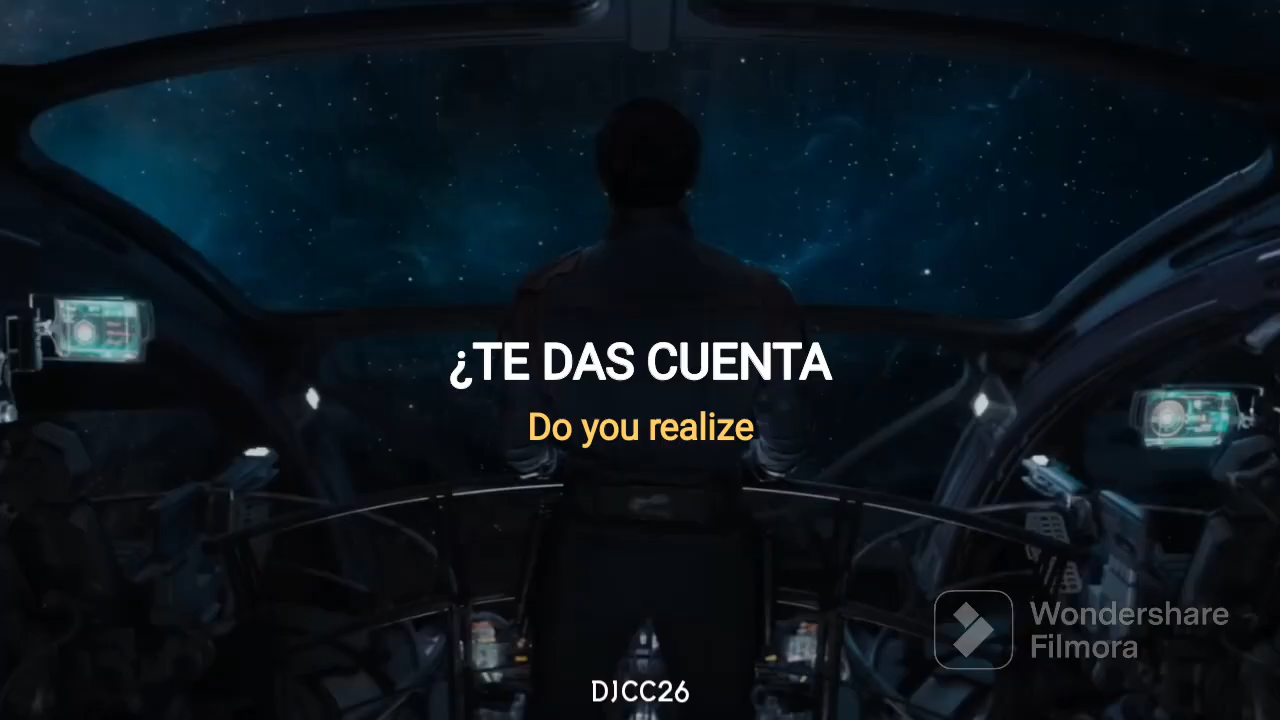 ¿TE DAS CUENTA
Do you realize
Wondershare
Filmora
DJCC26